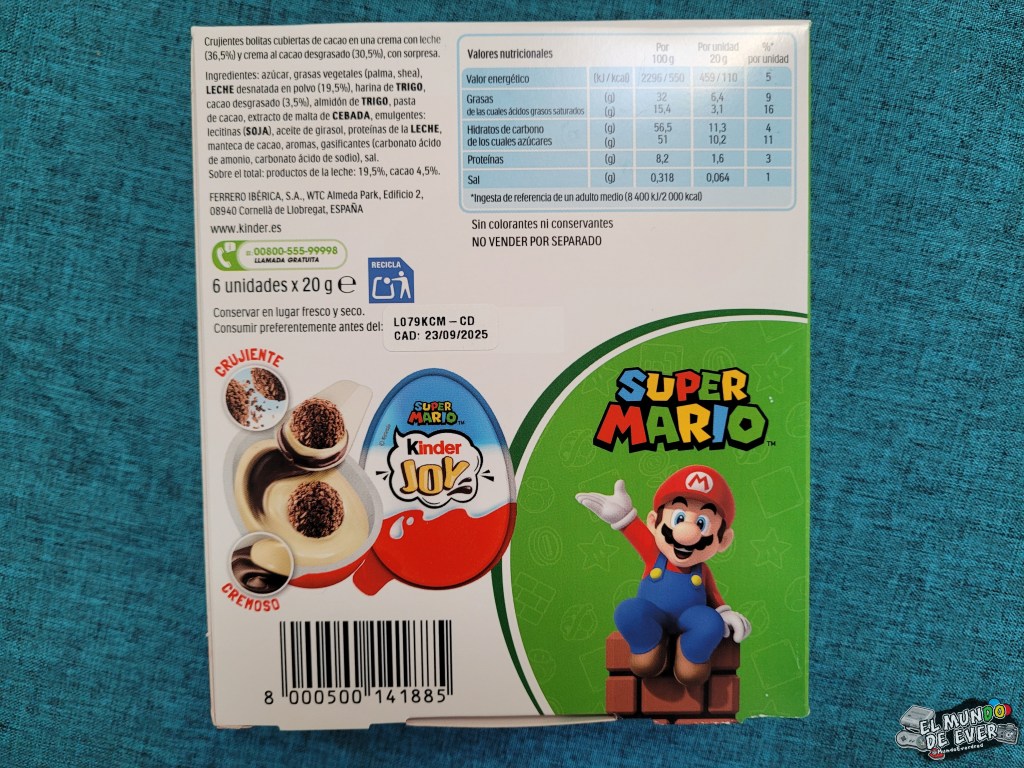 Crujientes bolitas cubiertas de cacao en una crema con leche
(36,5%) y crema al cacao desgrasado (30,5%), con sorpresa.
Ingredientes: azúcar, grasas vegetales (palma, shea),
LECHE desnatada en polvo (19,5%), harina de TRIGO,
cacao desgrasado (3,5%), almidón de TRIGO, pasta
de cacao, extracto de malta de CEBADA, emulgentes:
lecitinas (SOJA), aceite de girasol, proteínas de la LECHE,
manteca de cacao, aromas, gasificantes (carbonato ácido
de amonio, carbonato ácido de sodio), sal.
Sobre el total: productos de la leche: 19,5%, cacao 4,5%.
FERRERO IBÉRICA, S.A., WTC Almeda Park, Edificio 2,
08940 Cornellà de Llobregat, ESPAÑA
www.kinder.es
00800-555-99998
LLAMADA GRATUITA
6 unidades x 20 g e
RECICLA
Conservar en lugar fresco y seco.
Consumir preferentemente antes del:
L079KCM – CD
CAD: 23/09/2025
Valores nutricionales Por 100 g Por unidad 20 g %* por unidad
Valor energético (kJ/kcal) 2296/550 459/110 5
Grasas (g) 32 6,4 9
de las cuales ácidos grasos saturados (g) 15,4 3,1 16
Hidratos de carbono (g) 56,5 11,3 4
de los cuales azúcares (g) 51 10,2 11
Proteínas (g) 8,2 1,6 3
Sal (g) 0,318 0,064 1
*Ingesta de referencia de un adulto medio (8 400 kJ/2 000 kcal)
Sin colorantes ni conservantes
NO VENDER POR SEPARADO
CRUJIENTE
CREMOSO
SUPER
MARIO™
Kinder
JOY
SUPER
MARIO™
M
8 000500 141885
EL MUNDO
DE EVER